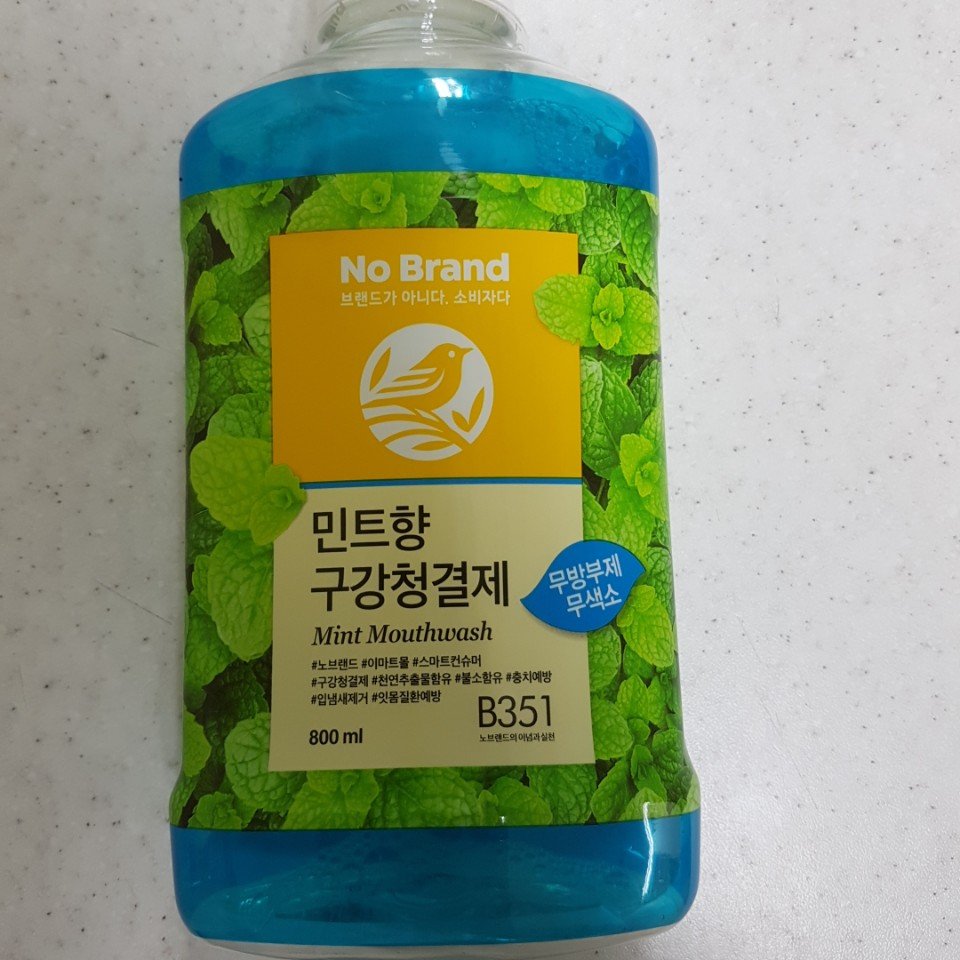 No Brand
브랜드가 아니다. 소비자다
민트향
구강청결제
Mint Mouthwash
무방부제
무색소
#노브랜드 #이마트몰 #스마트컨슈머
#구강청결제 #천연추출물함유 #불소함유 #충치예방
#입냄새제거 #잇몸질환예방
800 ml
B351
노브랜드의 이념과 실천